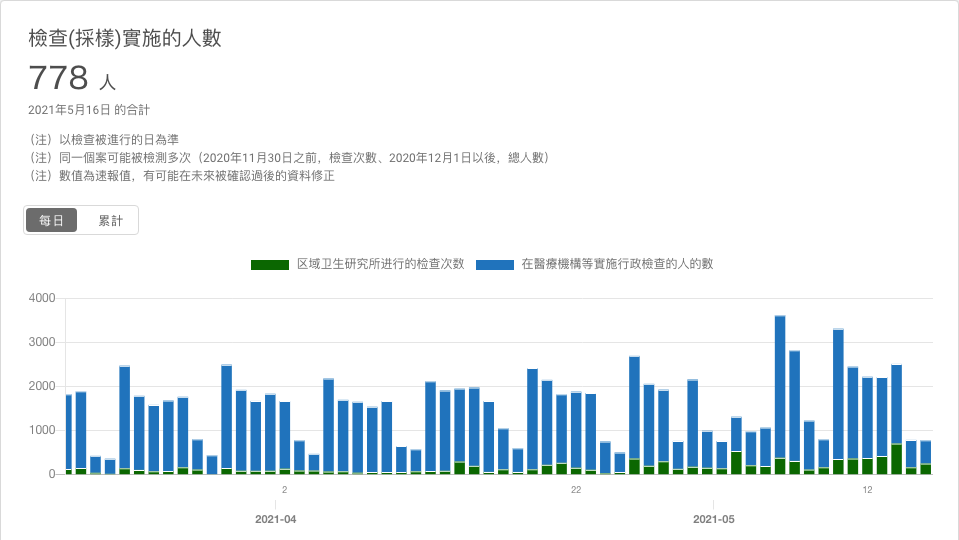 檢查(採樣)實施的人數
778 人
2021年5月16日 的合計
（注）以檢查被進行的日為準
（注）同一個案可能被檢測多次（2020年11月30日之前，檢查次數、2020年12月1日以後，總人數）
（注）數值為速報值，有可能在未來被確認過後的資料修正
每日 累計
区域卫生研究所进行的检查次数 在醫療機構等實施行政檢查的人的數
4000
3000
2000
1000
0
2 22 12
2021-04 2021-05